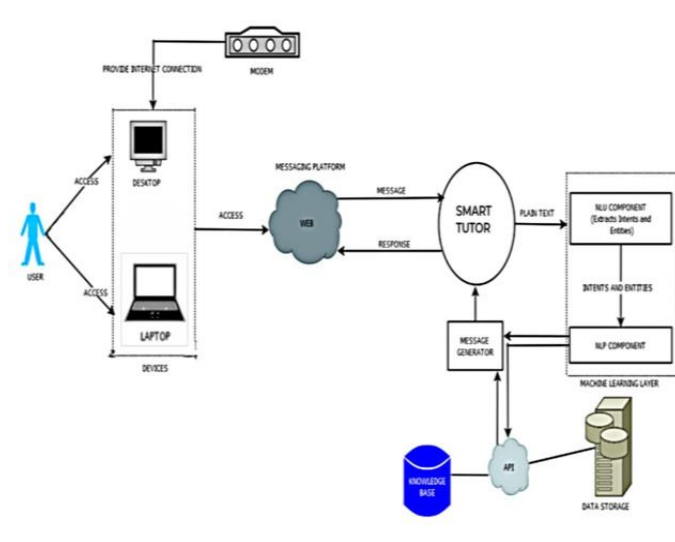 MODEM
PROVIDE INTERNET CONNECTION
DESKTOP
ACCESS
USER
ACCESS
LAPTOP
DEVICES
ACCESS
MESSAGING PLATFORM
WEB
MESSAGE
RESPONSE
SMART
TUTOR
PLAIN TEXT
NLU COMPONENT
(Extracts Intents and
Entities)
INTENTS AND ENTITIES
NLP COMPONENT
MACHINE LEARNING LAYER
MESSAGE
GENERATOR
KNOWLEDGE
BASE
API
DATA STORAGE